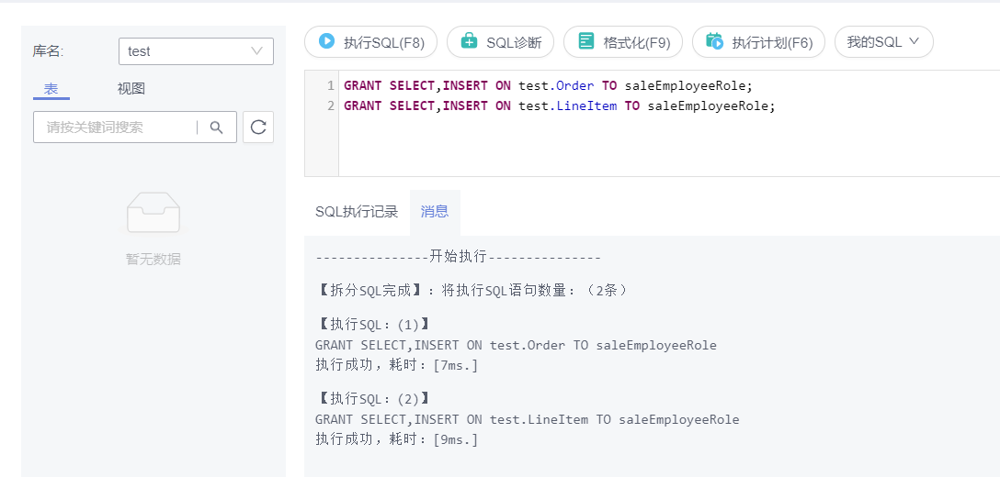 库名:
test
表
视图
请按关键词搜索
暂无数据
执行SQL(F8)
SQL诊断
格式化(F9)
执行计划(F6)
我的SQL
1 GRANT SELECT,INSERT ON test.Order TO saleEmployeeRole;
2 GRANT SELECT,INSERT ON test.LineItem TO saleEmployeeRole;
SQL执行记录
消息
---------------开始执行---------------
【拆分SQL完成】：将执行SQL语句数量：（2条）
【执行SQL：(1)】
GRANT SELECT,INSERT ON test.Order TO saleEmployeeRole
执行成功，耗时：[7ms.]
【执行SQL：(2)】
GRANT SELECT,INSERT ON test.LineItem TO saleEmployeeRole
执行成功，耗时：[9ms.]